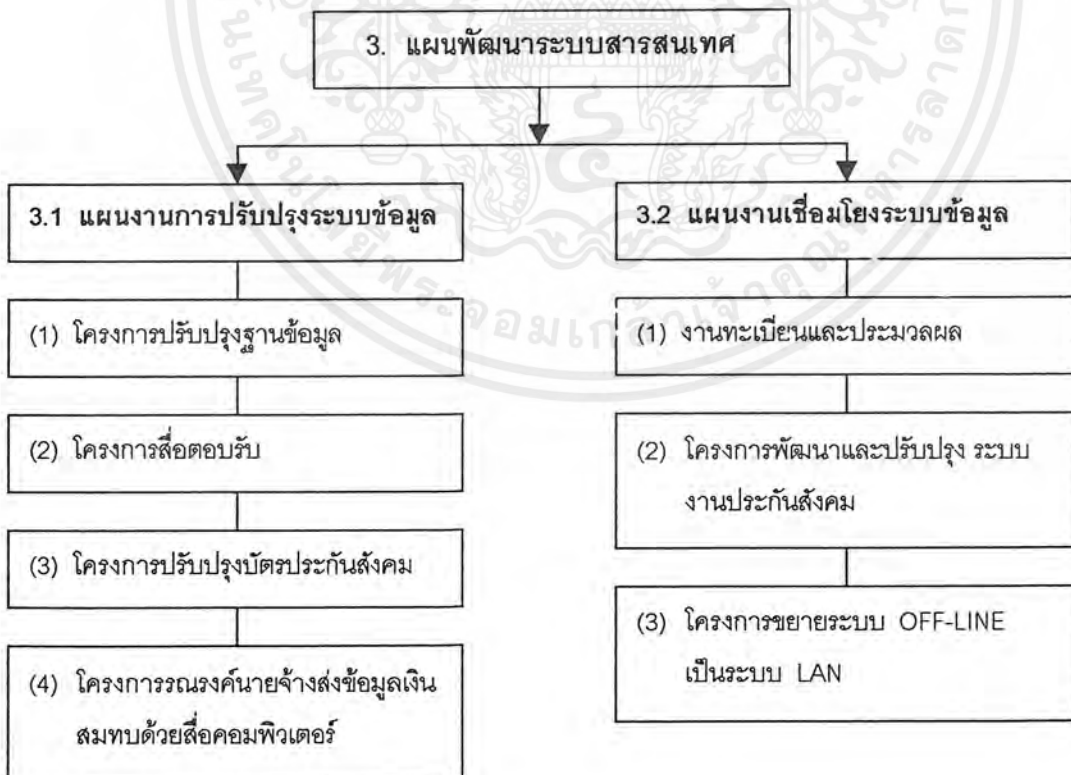 3. แผนพัฒนาระบบสารสนเทศ
3.1 แผนงานการปรับปรุงระบบข้อมูล
(1) โครงการปรับปรุงฐานข้อมูล
(2) โครงการสื่อตอบรับ
(3) โครงการปรับปรุงบัตรประกันสังคม
(4) โครงการรณรงค์นายจ้างส่งข้อมูลเงิน
สมทบด้วยสื่อคอมพิวเตอร์
3.2 แผนงานเชื่อมโยงระบบข้อมูล
(1) งานทะเบียนและประมวลผล
(2) โครงการพัฒนาและปรับปรุง ระบบ
งานประกันสังคม
(3) โครงการขยายระบบ OFF-LINE
เป็นระบบ LAN